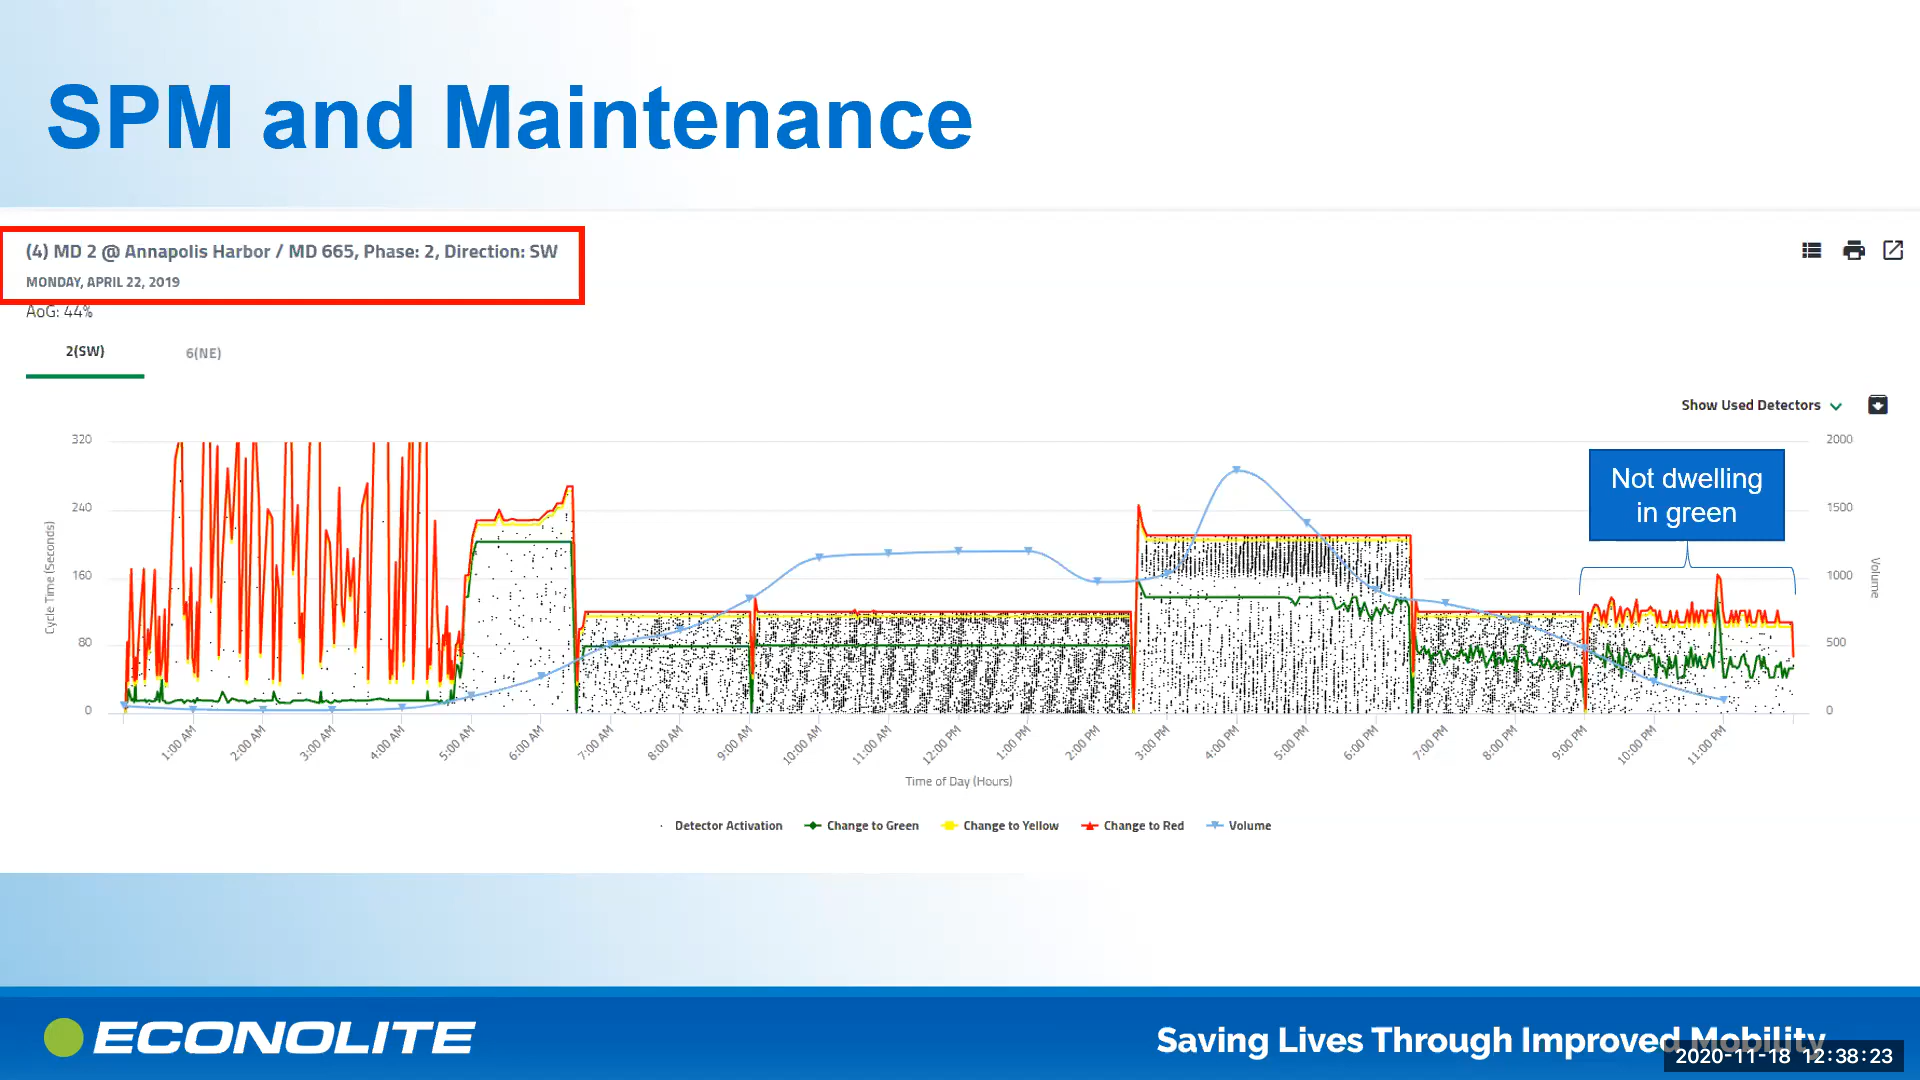 SPM and Maintenance
(4) MD 2 @ Annapolis Harbor / MD 665, Phase: 2, Direction: SW
MONDAY, APRIL 22, 2019
AoG: 44%
2(SW)
6(NE)
Show Used Detectors
320
240
160
80
0
Cycle Time (Seconds)
2000
1500
1000
500
0
Volume
Not dwelling
in green
1:00 AM
2:00 AM
3:00 AM
4:00 AM
5:00 AM
6:00 AM
7:00 AM
8:00 AM
9:00 AM
10:00 AM
11:00 AM
12:00 PM
1:00 PM
2:00 PM
3:00 PM
4:00 PM
5:00 PM
6:00 PM
7:00 PM
8:00 PM
9:00 PM
10:00 PM
11:00 PM
Time of Day (Hours)
Detector Activation
Change to Green
Change to Yellow
Change to Red
Volume
ECONOLITE
Saving Lives Through Improved Mobility
2020-11-18 12:38:23